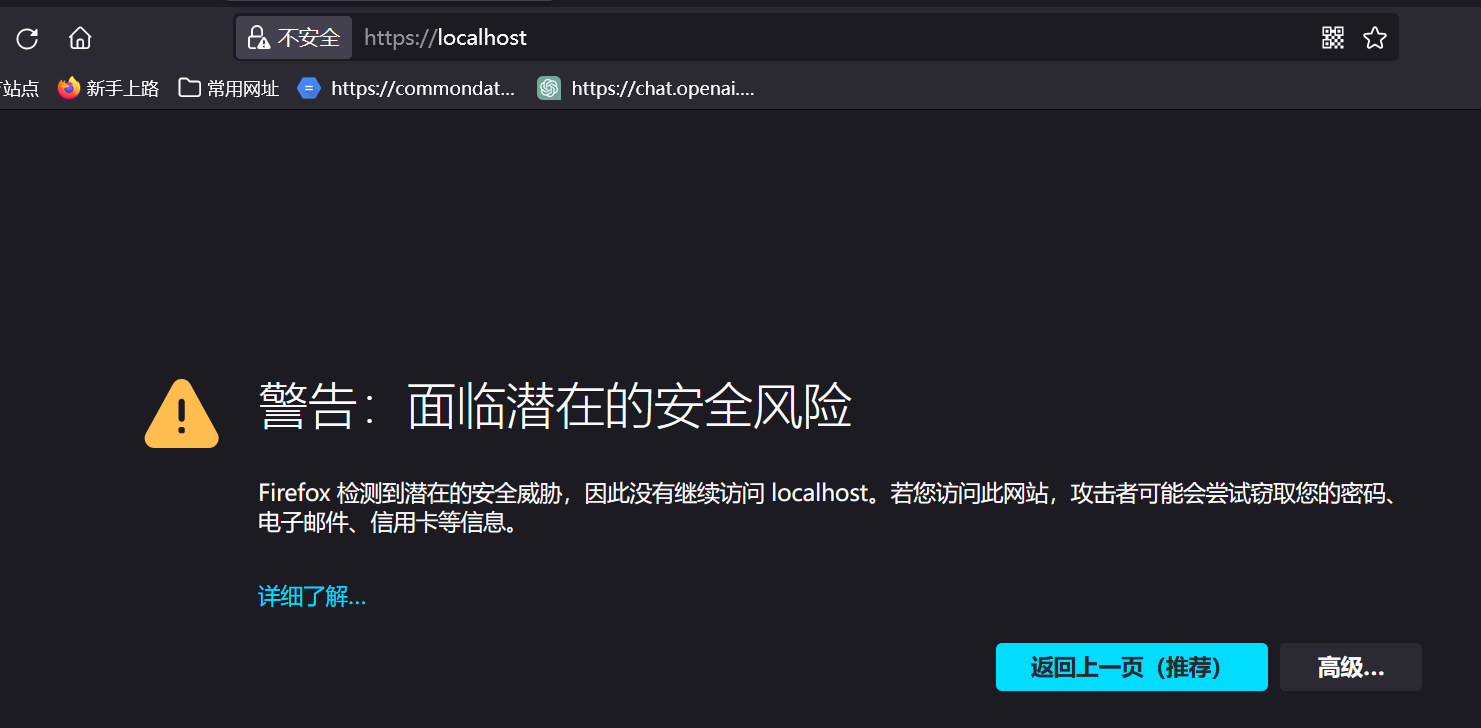 不安全 https://localhost
站点 新手上路 常用网址 https://commondat... https://chat.openai....
警告：面临潜在的安全风险
Firefox 检测到潜在的安全威胁，因此没有继续访问 localhost。若您访问此网站，攻击者可能会尝试窃取您的密码、
电子邮件、信用卡等信息。
详细了解...
返回上一页（推荐） 高级...